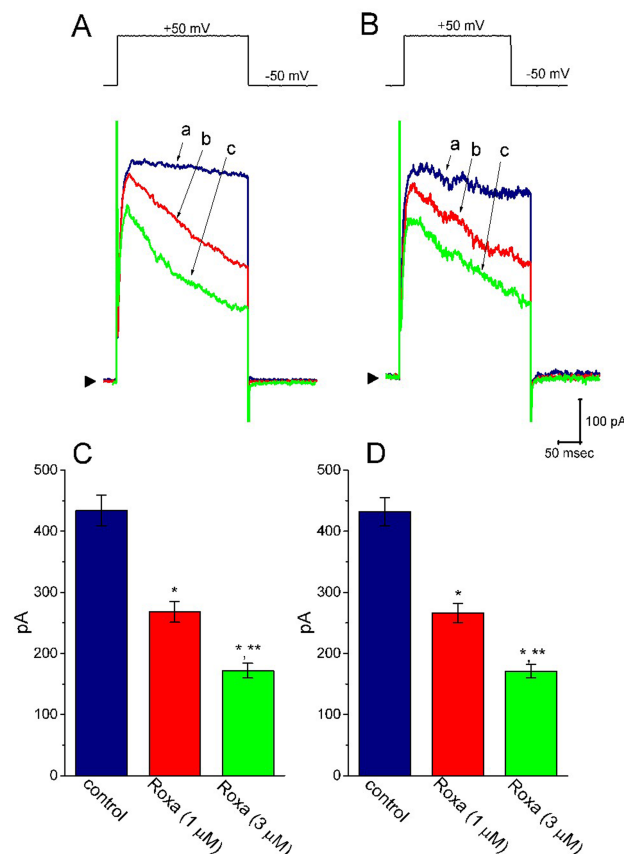 A
+50 mV
-50 mV
B
+50 mV
-50 mV
a
b
c
a
b
c
100 pA
50 msec
C
500
400
300
200
100
0
pA
*
*,**
control
Roxa (1 μM)
Roxa (3 μM)
D
500
400
300
200
100
0
pA
*
*,**
control
Roxa (1 μM)
Roxa (3 μM)